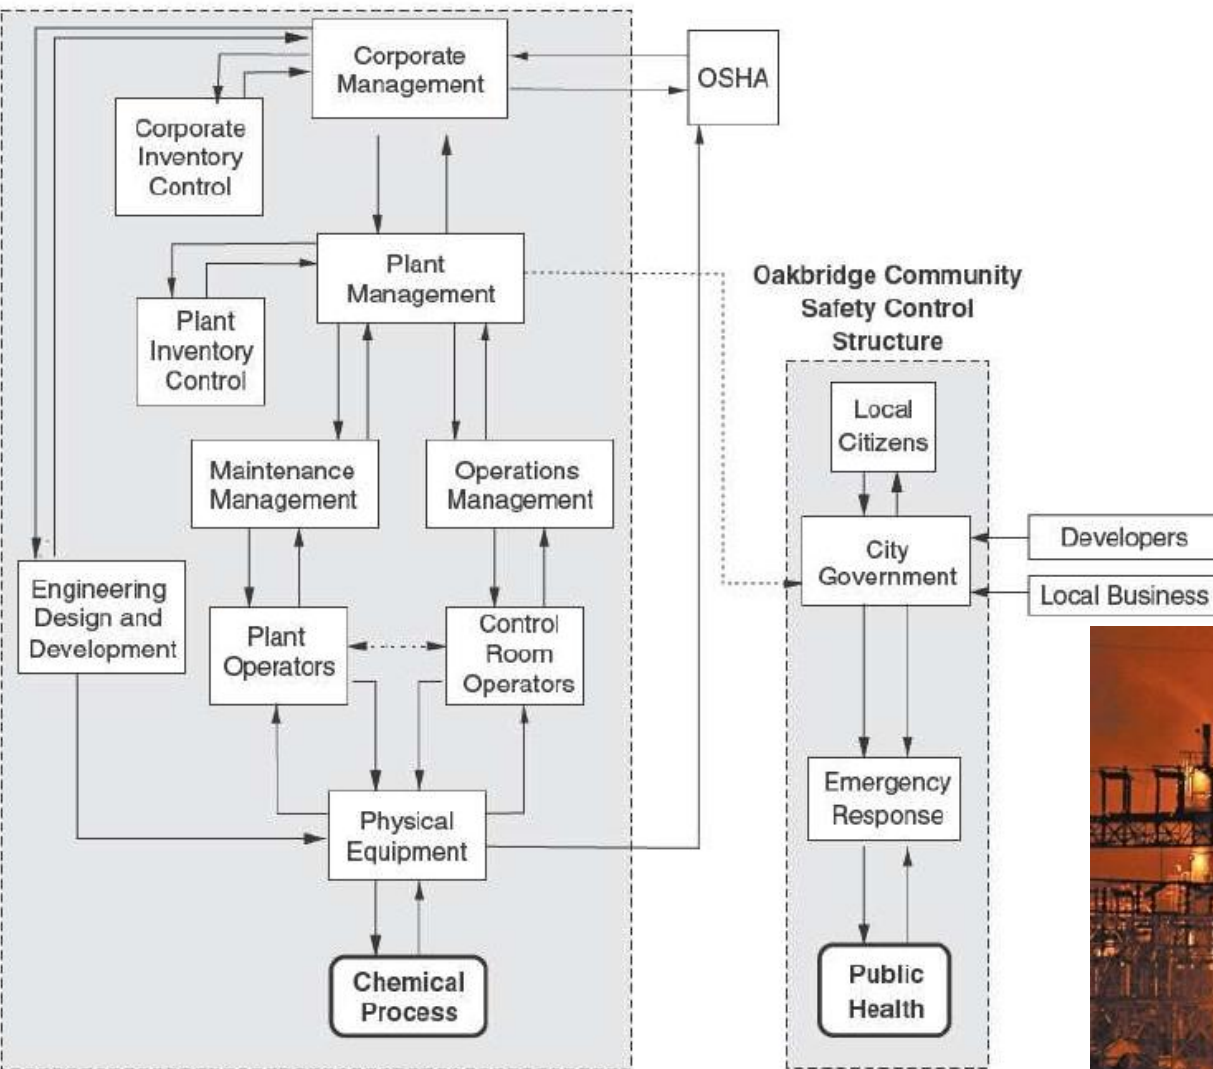 Corporate
Management
OSHA
Corporate
Inventory
Control
Plant
Management
Oakbridge Community
Safety Control
Structure
Plant
Inventory
Control
Local
Citizens
Maintenance
Management
Operations
Management
City
Government
Developers
Local Business
Engineering
Design and
Development
Plant
Operators
Control
Room
Operators
Emergency
Response
Physical
Equipment
Chemical
Process
Public
Health